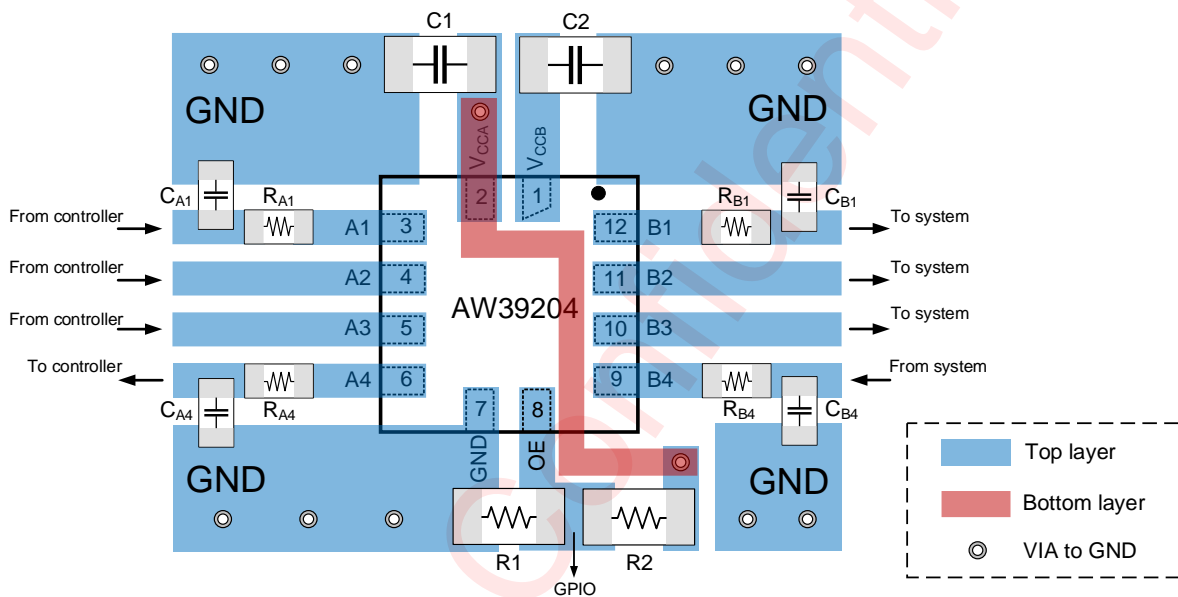 C1
C2
GND
GND
VCCA
VCCB
2
1
CA1
RA1
RB1
CB1
From controller
A1
3
12
B1
To system
From controller
A2
4
11
B2
To system
AW39204
From controller
A3
5
10
B3
To system
To controller
A4
6
9
B4
From system
CA4
RA4
7
8
RB4
CB4
GND
OE
GND
GND
R1
R2
GPIO
Top layer
Bottom layer
VIA to GND
Confidenti